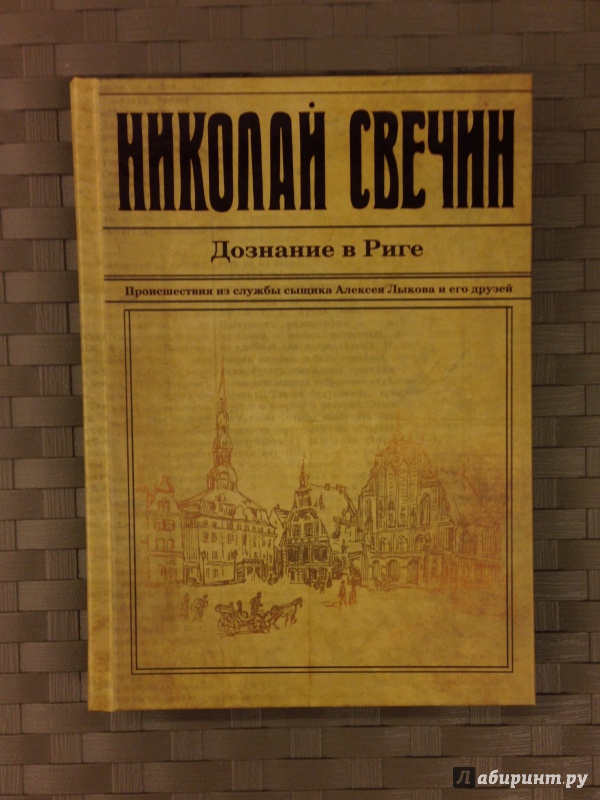 НИКОЛАЙ СВЕЧИН
Дознание в Риге
Происшествия из службы сыщика Алексея Лыкова и его друзей
Лабиринт.ру